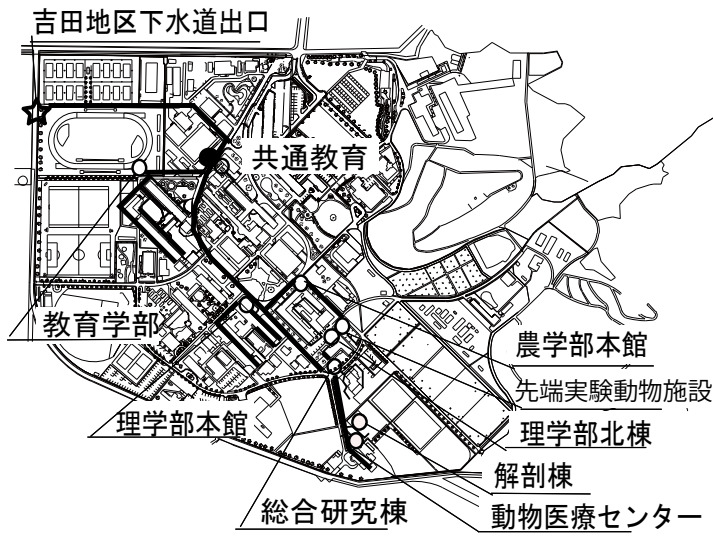 吉田地区下水道出口
共通教育
教育学部
農学部本館
先端実験動物施設
理学部本館
理学部北棟
解剖棟
総合研究棟
動物医療センター